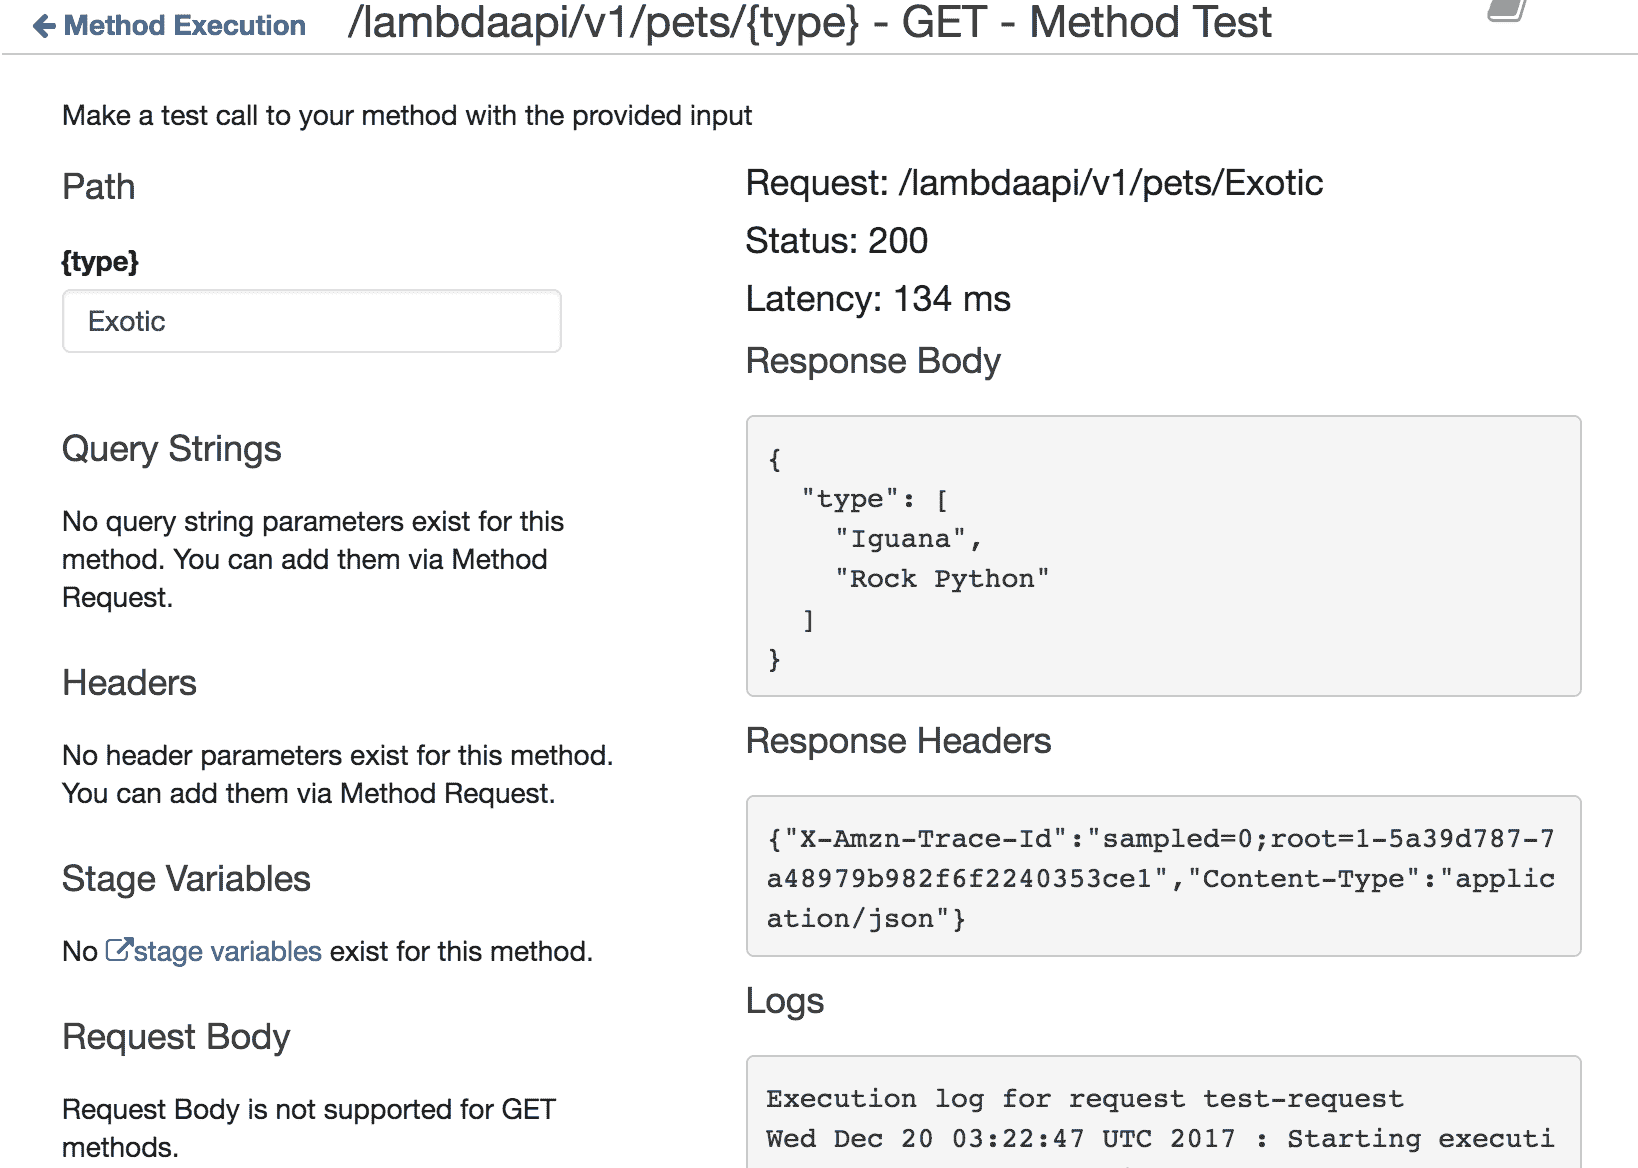 Method Execution /lambdaapi/v1/pets/{type} - GET - Method Test
Make a test call to your method with the provided input
Path
{type}
Exotic
Query Strings
No query string parameters exist for this
method. You can add them via Method
Request.
Headers
No header parameters exist for this method.
You can add them via Method Request.
Stage Variables
No stage variables exist for this method.
Request Body
Request Body is not supported for GET
methods.
Request: /lambdaapi/v1/pets/Exotic
Status: 200
Latency: 134 ms
Response Body
{
"type": [
"Iguana",
"Rock Python"
]
}
Response Headers
{"X-Amzn-Trace-Id":"sampled=0;root=1-5a39d787-7
a48979b982f6f2240353ce1","Content-Type":"applic
ation/json"}
Logs
Execution log for request test-request
Wed Dec 20 03:22:47 UTC 2017 : Starting executi